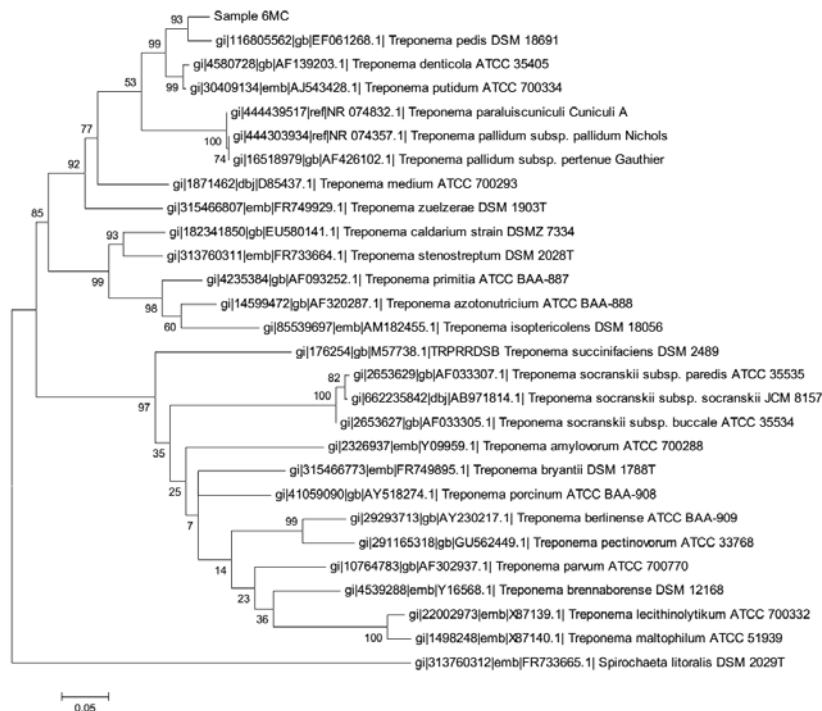 Sample 6MC
93
gi|116805562|gb|EF061268.1| Treponema pedis DSM 18691
99
gi|4580728|gb|AF139203.1| Treponema denticola ATCC 35405
99
gi|30409134|emb|AJ543428.1| Treponema putidum ATCC 700334
53
gi|444439517|ref|NR 074832.1| Treponema paraluiscuniculi Cuniculi A
77
100
gi|444303934|ref|NR 074357.1| Treponema pallidum subsp. pallidum Nichols
74
gi|16518979|gb|AF426102.1| Treponema pallidum subsp. pertenue Gauthier
92
gi|1871462|dbj|D85437.1| Treponema medium ATCC 700293
gi|315466807|emb|FR749929.1| Treponema zuelzerae DSM 1903T
85
93
gi|182341850|gb|EU580141.1| Treponema caldarium strain DSMZ 7334
gi|313760311|emb|FR733664.1| Treponema stenostreptum DSM 2028T
99
gi|4235384|gb|AF093252.1| Treponema primitia ATCC BAA-887
98
gi|14599472|gb|AF320287.1| Treponema azotonutricium ATCC BAA-888
60
gi|85539697|emb|AM182455.1| Treponema isoptericolens DSM 18056
gi|176254|gb|M57738.1|TRPRRDSB Treponema succinifaciens DSM 2489
82
gi|2653629|gb|AF033307.1| Treponema socranskii subsp. paredis ATCC 35535
100
gi|662235842|dbj|AB971814.1| Treponema socranskii subsp. socranskii JCM 8157
97
gi|2653627|gb|AF033305.1| Treponema socranskii subsp. buccale ATCC 35534
35
gi|2326937|emb|Y09959.1| Treponema amylovorum ATCC 700288
gi|315466773|emb|FR749895.1| Treponema bryantii DSM 1788T
25
gi|41059090|gb|AY518274.1| Treponema porcinum ATCC BAA-908
7
gi|29293713|gb|AY230217.1| Treponema berlinense ATCC BAA-909
99
gi|291165318|gb|GU562449.1| Treponema pectinovorum ATCC 33768
14
gi|10764783|gb|AF302937.1| Treponema parvum ATCC 700770
23
gi|4539288|emb|Y16568.1| Treponema brennaborense DSM 12168
36
gi|22002973|emb|X87139.1| Treponema lecithinolytikum ATCC 700332
100
gi|1498248|emb|X87140.1| Treponema maltophilum ATCC 51939
gi|313760312|emb|FR733665.1| Spirochaeta litoralis DSM 2029T
0.05